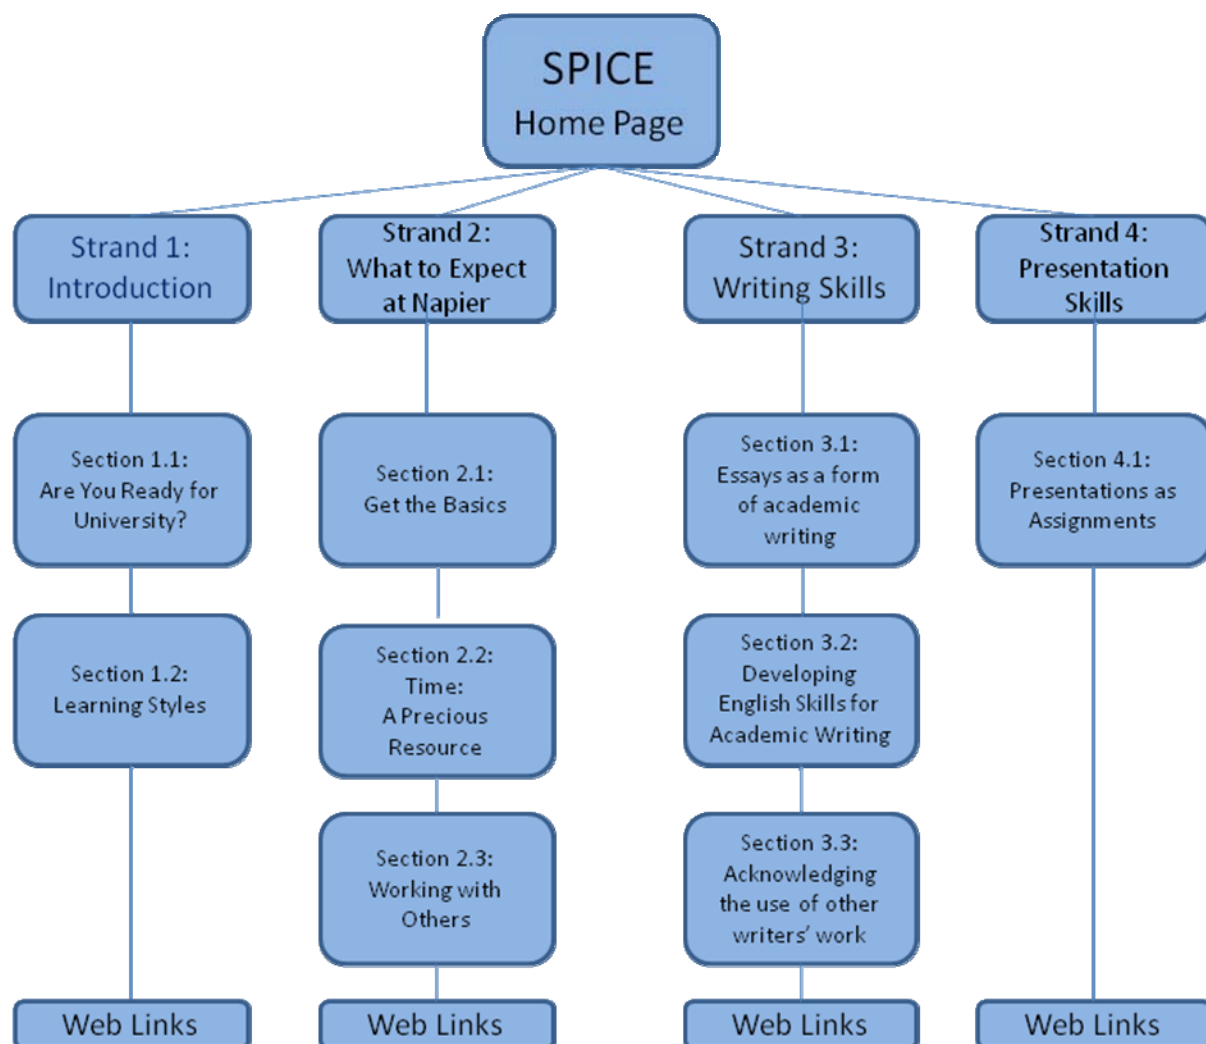 SPICE
Home Page
Strand 1:
Introduction
Strand 2:
What to Expect
at Napier
Strand 3:
Writing Skills
Strand 4:
Presentation
Skills
Section 1.1:
Are You Ready for
University?
Section 2.1:
Get the Basics
Section 3.1:
Essays as a form
of academic
writing
Section 4.1:
Presentations as
Assignments
Section 1.2:
Learning Styles
Section 2.2:
Time:
A Precious
Resource
Section 3.2:
Developing
English Skills for
Academic Writing
Section 2.3:
Working with
Others
Section 3.3:
Acknowledging
the use of other
writers’ work
Web Links
Web Links
Web Links
Web Links